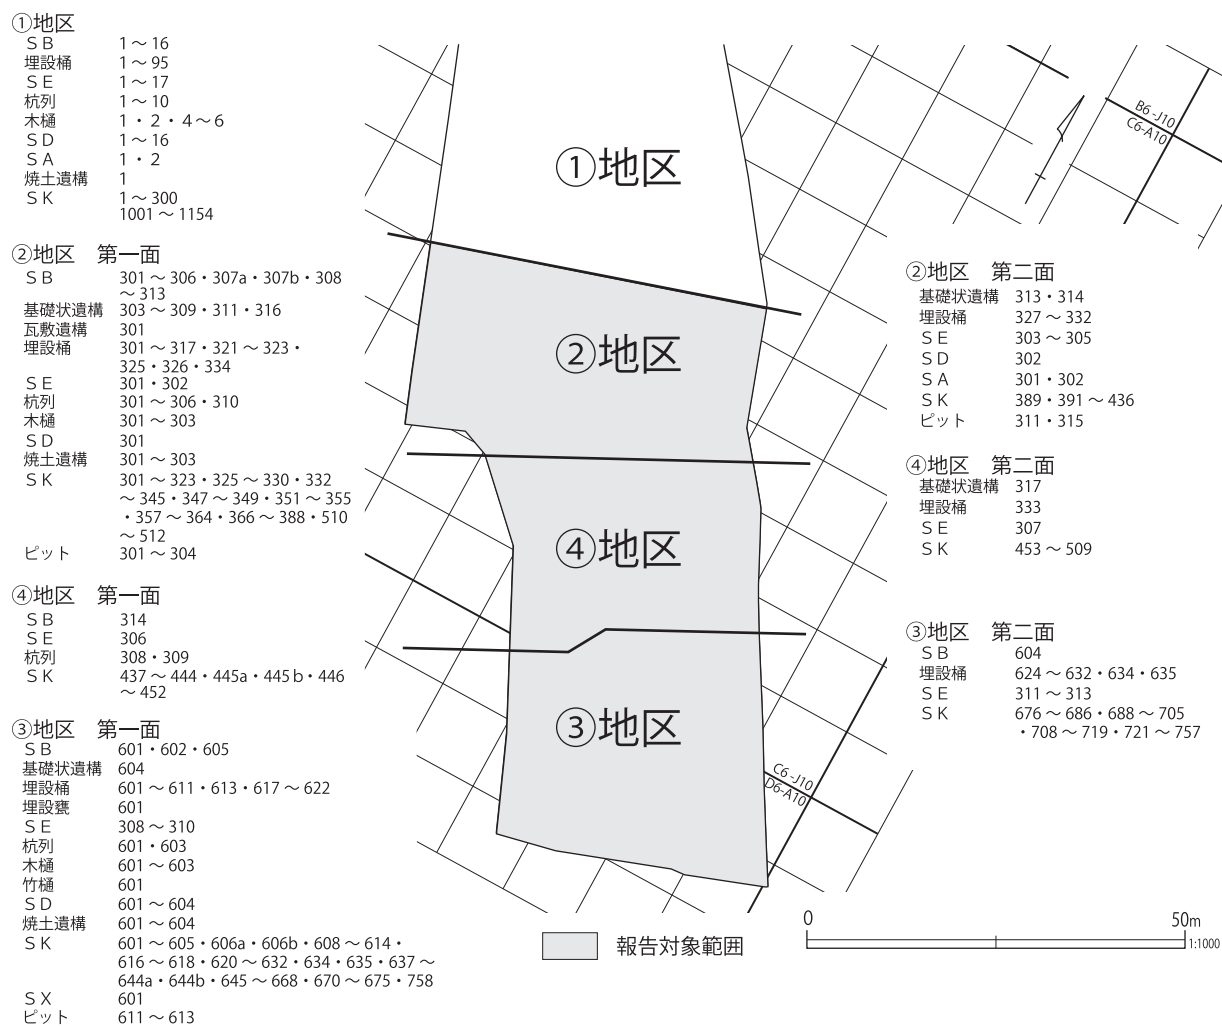 ①地区
ＳＢ 1～16
埋設桶 1～95
ＳＥ 1～17
杭列 1～10
木樋 1・2・4～6
ＳＤ 1～16
ＳＡ 1・2
焼土遺構 1
ＳＫ 1～300
1001～1154
②地区　第一面
ＳＢ 301～306・307a・307b・308
～313
基礎状遺構 303～309・311・316
瓦敷遺構 301
埋設桶 301～317・321～323・
325・326・334
ＳＥ 301・302
杭列 301～306・310
木樋 301～303
ＳＤ 301
焼土遺構 301～303
ＳＫ 301～323・325～330・332
～345・347～349・351～355
・357～364・366～388・510
～512
ピット 301～304
④地区　第一面
ＳＢ 314
ＳＥ 306
杭列 308・309
ＳＫ 437～444・445a・445b・446
～452
③地区　第一面
ＳＢ 601・602・605
基礎状遺構 604
埋設桶 601～611・613・617～622
埋設甕 601
ＳＥ 308～310
杭列 601・603
木樋 601～603
竹樋 601
ＳＤ 601～604
焼土遺構 601～604
ＳＫ 601～605・606a・606b・608～614・
616～618・620～632・634・635・637～
644a・644b・645～668・670～675・758
ＳＸ 601
ピット 611～613
①地区
②地区
④地区
③地区
B6-J10
C6-A10
C6-J10
D6-A10
②地区　第二面
基礎状遺構 313・314
埋設桶 327～332
ＳＥ 303～305
ＳＤ 302
ＳＡ 301・302
ＳＫ 389・391～436
ピット 311・315
④地区　第二面
基礎状遺構 317
埋設桶 333
ＳＥ 307
ＳＫ 453～509
③地区　第二面
ＳＢ 604
埋設桶 624～632・634・635
ＳＥ 311～313
ＳＫ 676～686・688～705
・708～719・721～757
報告対象範囲
0 50m
1:1000